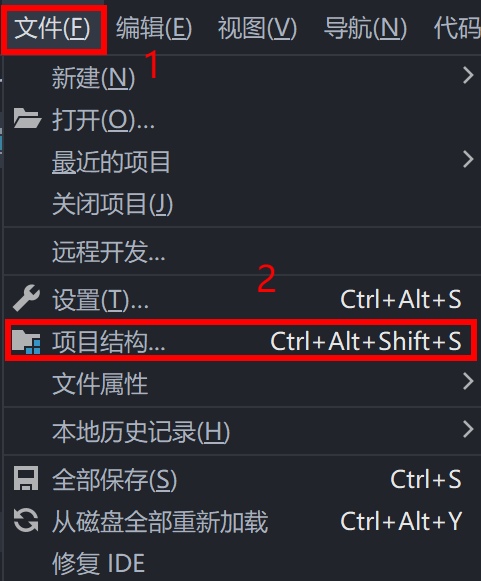 文件(F) 编辑(E) 视图(V) 导航(N) 代码
1
新建(N)
打开(O)...
最近的项目
关闭项目(J)
远程开发...
2
设置(T)... Ctrl+Alt+S
项目结构... Ctrl+Alt+Shift+S
文件属性
本地历史记录(H)
全部保存(S) Ctrl+S
从磁盘全部重新加载 Ctrl+Alt+Y
修复 IDE